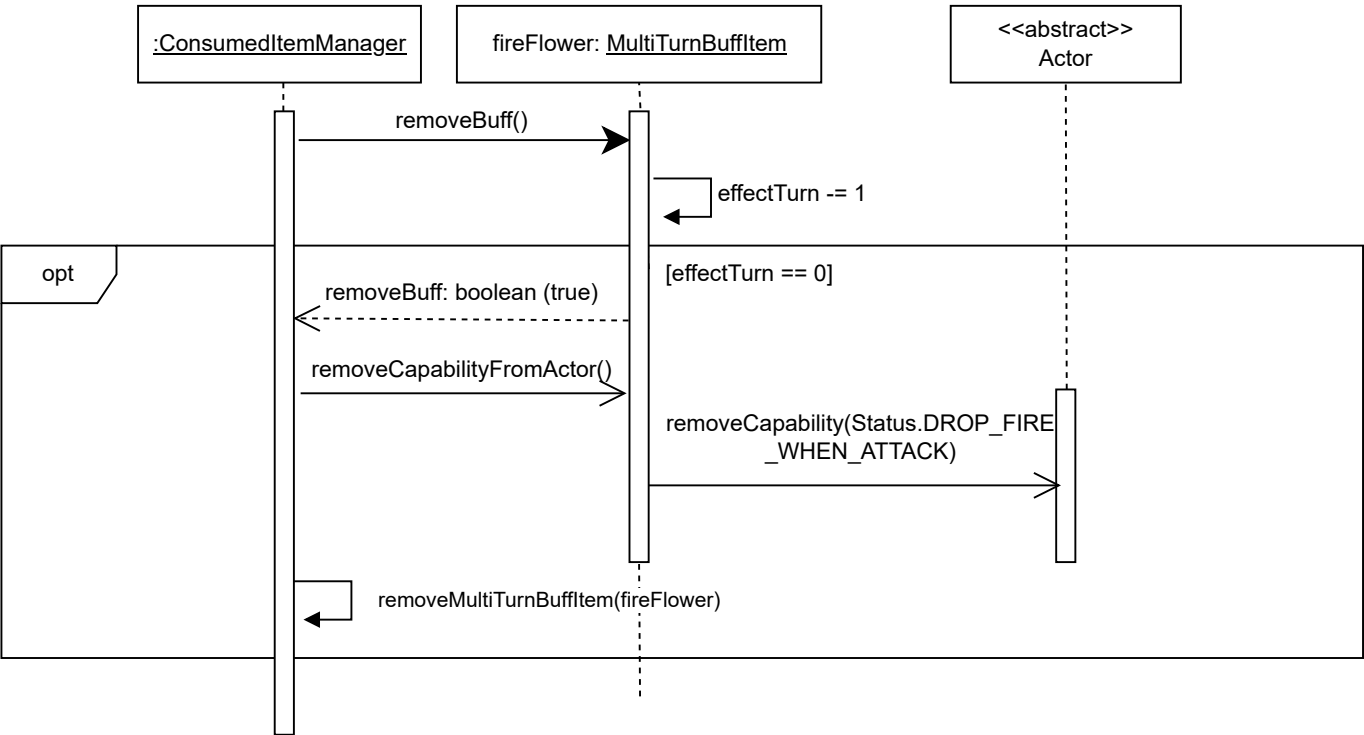 :ConsumedItemManager
fireFlower: MultiTurnBuffItem
<<abstract>>
Actor
removeBuff()
effectTurn -= 1
opt
[effectTurn == 0]
removeBuff: boolean (true)
removeCapabilityFromActor()
removeCapability(Status.DROP_FIRE
_WHEN_ATTACK)
removeMultiTurnBuffItem(fireFlower)